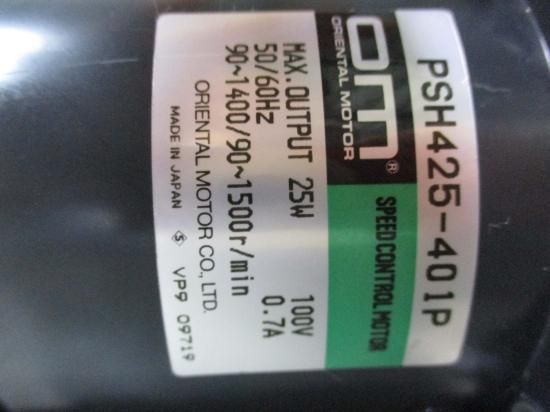 PSH425-401P
om®
ORIENTAL MOTOR
SPEED CONTROL MOTOR
MAX.OUTPUT 25W 100V
50/60Hz 0.7A
90~1400/90~1500r/min
ORIENTAL MOTOR CO., LTD.
MADE IN JAPAN S VP9 09719